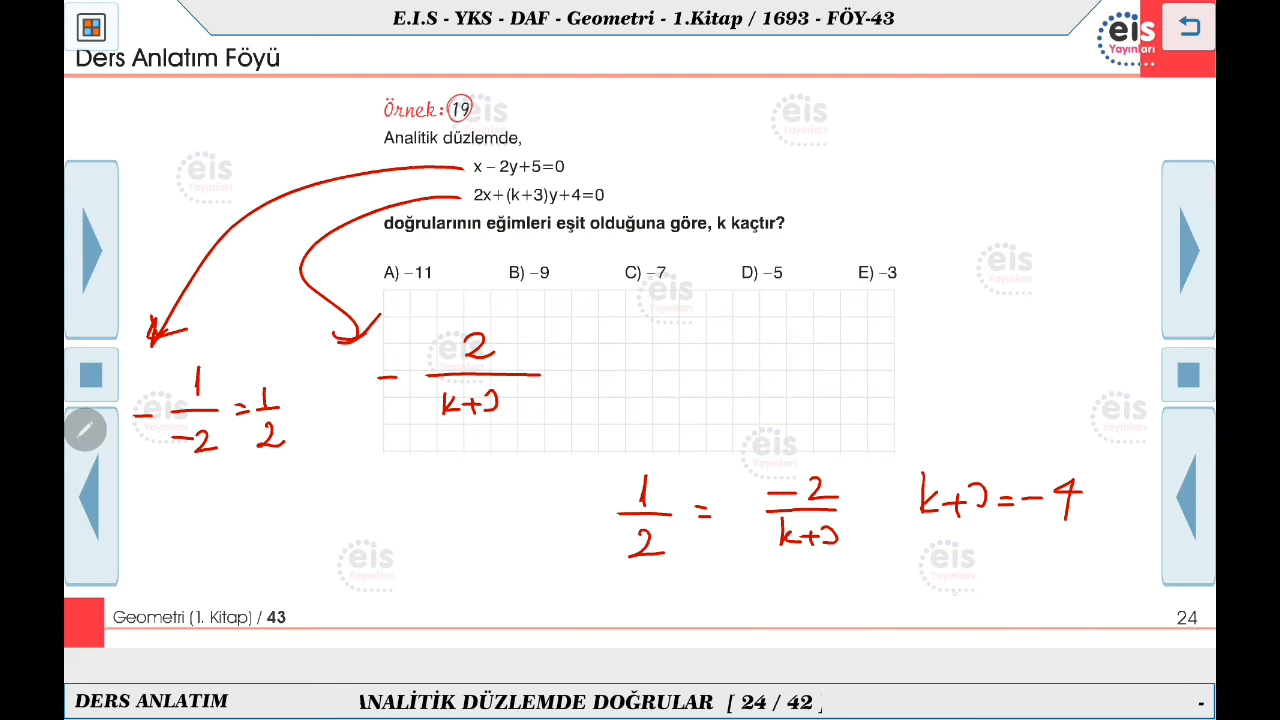 E.I.S - YKS - DAF - Geometri - 1.Kitap / 1693 - FÖY-43
eis
Yayınları
Ders Anlatım Föyü
Örnek: 19
Analitik düzlemde,
x – 2y+5=0
2x+(k+3)y+4=0
doğrularının eğimleri eşit olduğuna göre, k kaçtır?
A) –11 B) –9 C) –7 D) –5 E) –3
- 1/-2 = 1/2
- 2/k+3
1/2 = -2/k+3 k+3=-4
Geometri (1. Kitap) / 43
24
DERS ANLATIM
ANALİTİK DÜZLEMDE DOĞRULAR [ 24 / 42 ]
-